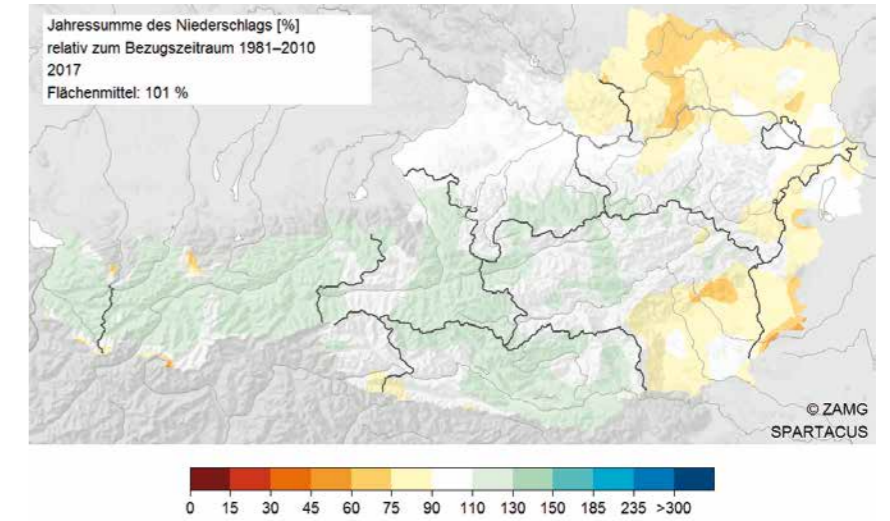 Jahressumme des Niederschlags [%]
relativ zum Bezugszeitraum 1981–2010
2017
Flächenmittel: 101 %
© ZAMG
SPARTACUS
0 15 30 45 60 75 90 110 130 150 185 235 >300